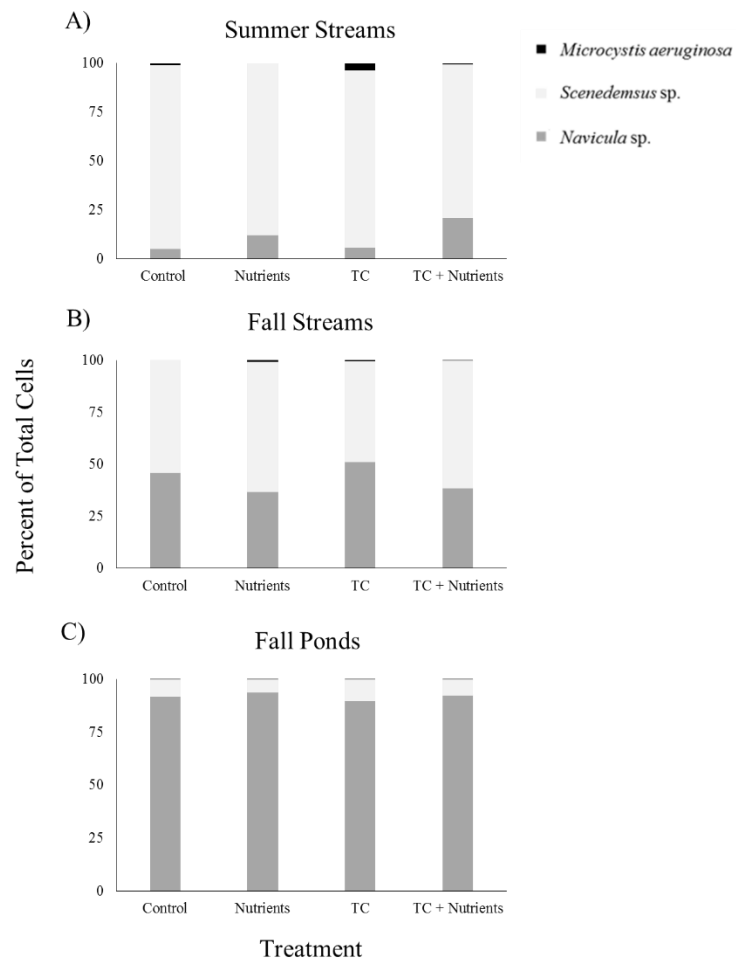 A)
Summer Streams
Microcystis aeruginosa
Scenedemsus sp.
Navicula sp.
100
75
50
25
0
Control Nutrients TC TC + Nutrients
B)
Fall Streams
100
75
50
25
0
Control Nutrients TC TC + Nutrients
C)
Fall Ponds
100
75
50
25
0
Control Nutrients TC TC + Nutrients
Percent of Total Cells
Treatment